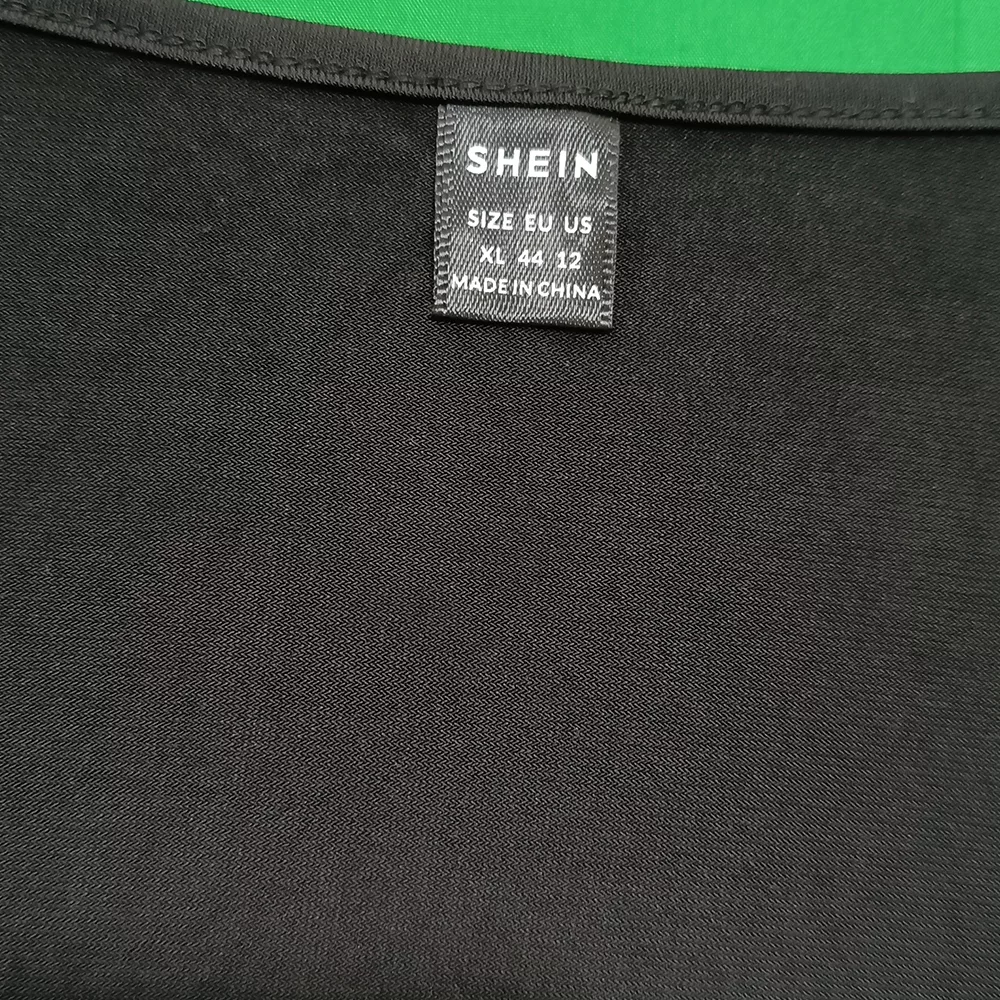 SHEIN
SIZE EU US
XL 44 12
MADE IN CHINA